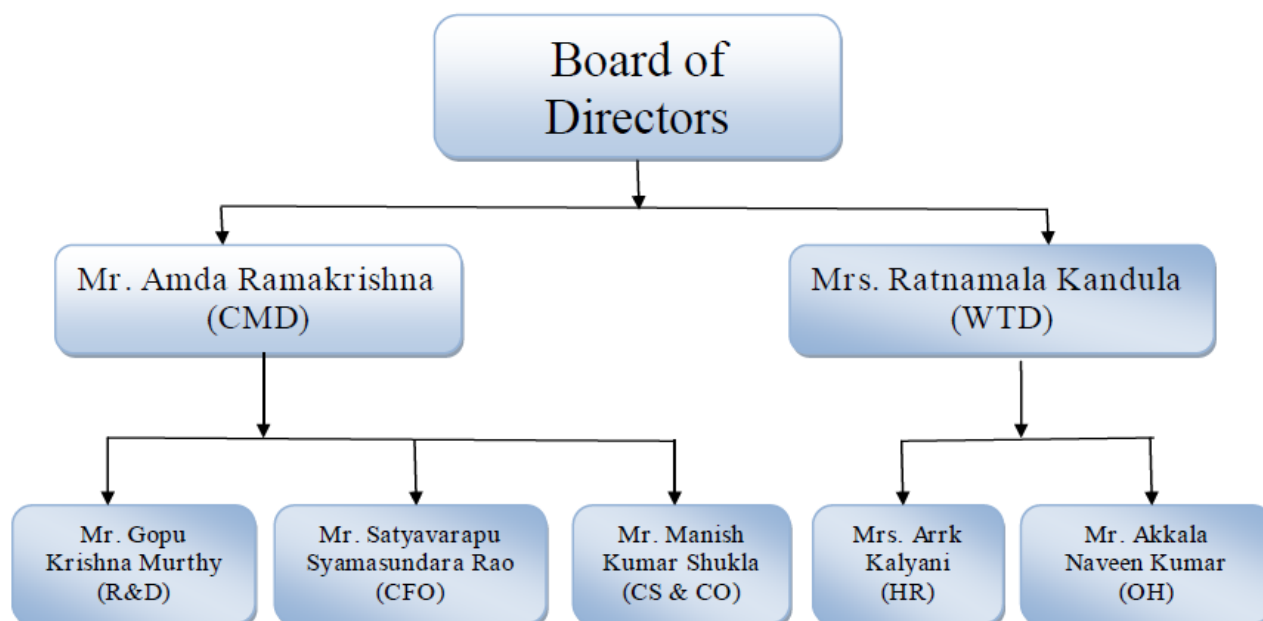 Board of
Directors
Mr. Amda Ramakrishna
(CMD)
Mrs. Ratnamala Kandula
(WTD)
Mr. Gopu
Krishna Murthy
(R&D)
Mr. Satyavarapu
Syamasundara Rao
(CFO)
Mr. Manish
Kumar Shukla
(CS & CO)
Mrs. Arrk
Kalyani
(HR)
Mr. Akkala
Naveen Kumar
(OH)